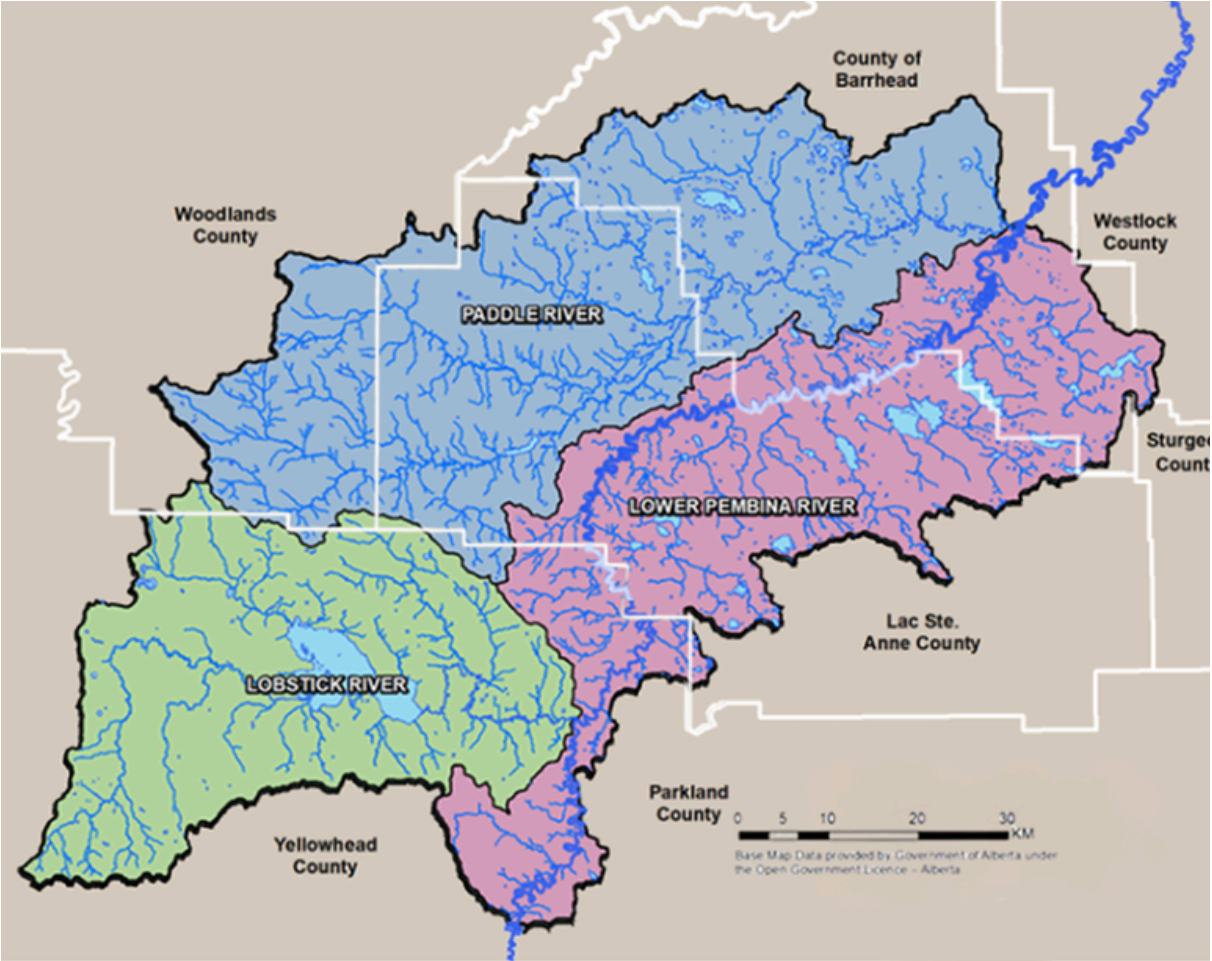 County of
Barrhead
Woodlands
County
Westlock
County
PADDLE RIVER
Sturgee
Count
LOWER PEMBINA RIVER
Lac Ste.
Anne County
LOBSTICK RIVER
Parkland
County
0 5 10 20 30
KM
Yellowhead
County
Base Map Data provided by Government of Alberta under
the Open Government Licence – Alberta